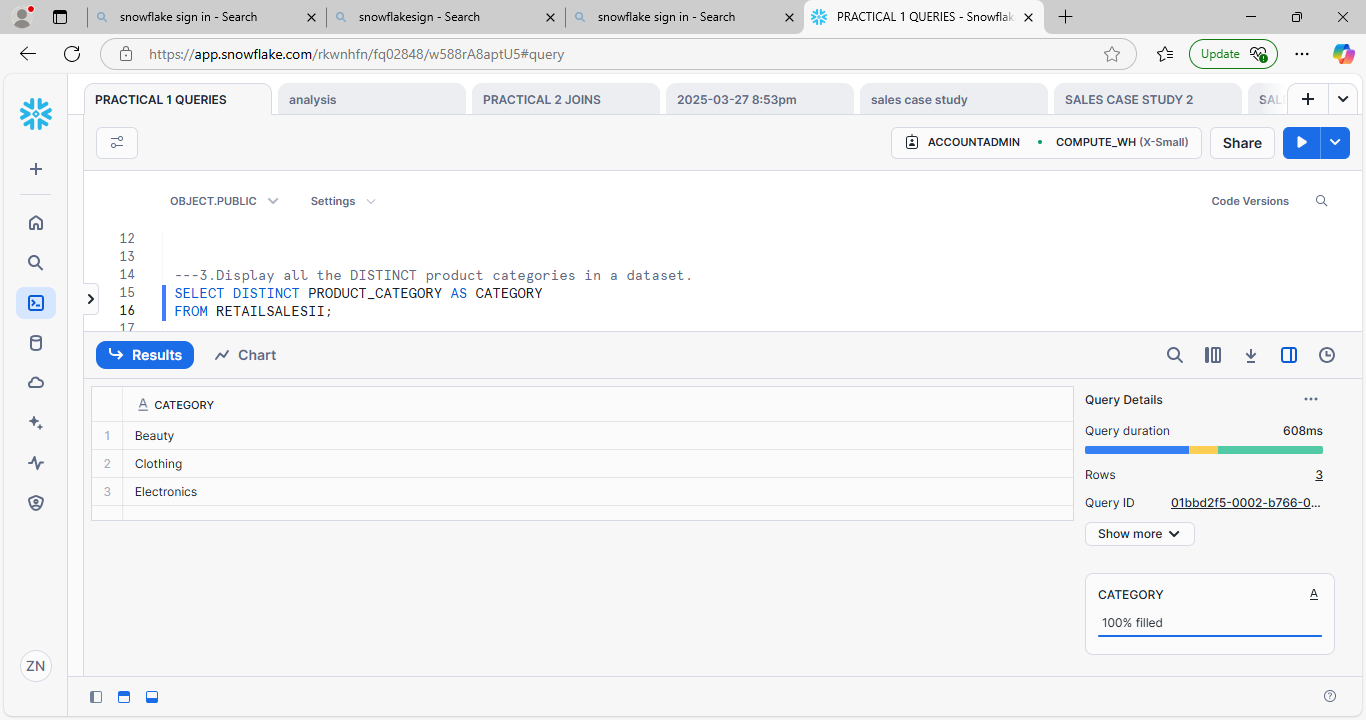 snowflake sign in - Search
snowflakesign - Search
snowflake sign in - Search
PRACTICAL 1 QUERIES - Snowflak
https://app.snowflake.com/rkwnhfn/fq02848/w588rA8aptU5#query
Update
PRACTICAL 1 QUERIES
analysis
PRACTICAL 2 JOINS
2025-03-27 8:53pm
sales case study
SALES CASE STUDY 2
SAL
ACCOUNTADMIN
COMPUTE_WH (X-Small)
Share
OBJECT.PUBLIC
Settings
Code Versions
12
13
14 ---3.Display all the DISTINCT product categories in a dataset.
15 SELECT DISTINCT PRODUCT_CATEGORY AS CATEGORY
16 FROM RETAILSALESII;
17
Results
Chart
A CATEGORY
1 Beauty
2 Clothing
3 Electronics
Query Details
Query duration 608ms
Rows 3
Query ID 01bbd2f5-0002-b766-0...
Show more
CATEGORY A
100% filled
ZN